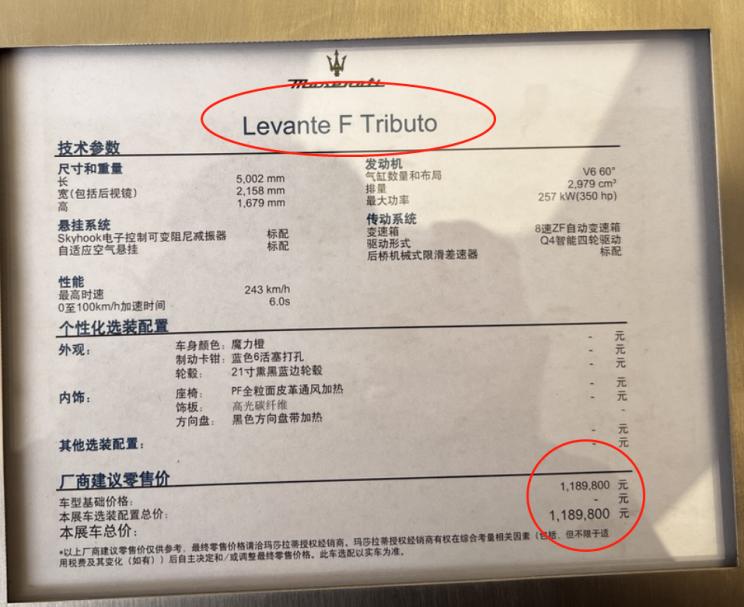 Maserati
Levante F Tributo
技术参数
尺寸和重量
长 5,002 mm
宽(包括后视镜) 2,158 mm
高 1,679 mm
发动机
气缸数量和布局 V6 60°
排量 2,979 cm³
最大功率 257 kW(350 hp)
悬挂系统
Skyhook电子控制可变阻尼减振器 标配
自适应空气悬挂 标配
传动系统
变速箱 8速ZF自动变速箱
驱动形式 Q4智能四轮驱动
后桥机械式限滑差速器 标配
性能
最高时速 243 km/h
0至100km/h加速时间 6.0s
个性化选装配置
外观: 车身颜色: 魔力橙 - 元
制动卡钳: 蓝色6活塞打孔 - 元
轮毂: 21寸熏黑蓝边轮毂 - 元
内饰: 座椅: PF全粒面皮革通风加热 - 元
饰板: 高光碳纤维 - 元
方向盘: 黑色方向盘带加热 -
- 元
其他选装配置: - 元
厂商建议零售价
车型基础价格: 1,189,800 元
本展车选装配置总价: - 元
本展车总价: 1,189,800 元
*以上厂商建议零售价仅供参考，最终零售价格请洽玛莎拉蒂授权经销商。玛莎拉蒂授权经销商有权在综合考量相关因素（包括、但不限于适
用税费及其变化（如有））后自主决定和/或调整最终零售价格。此车选配以实车为准。